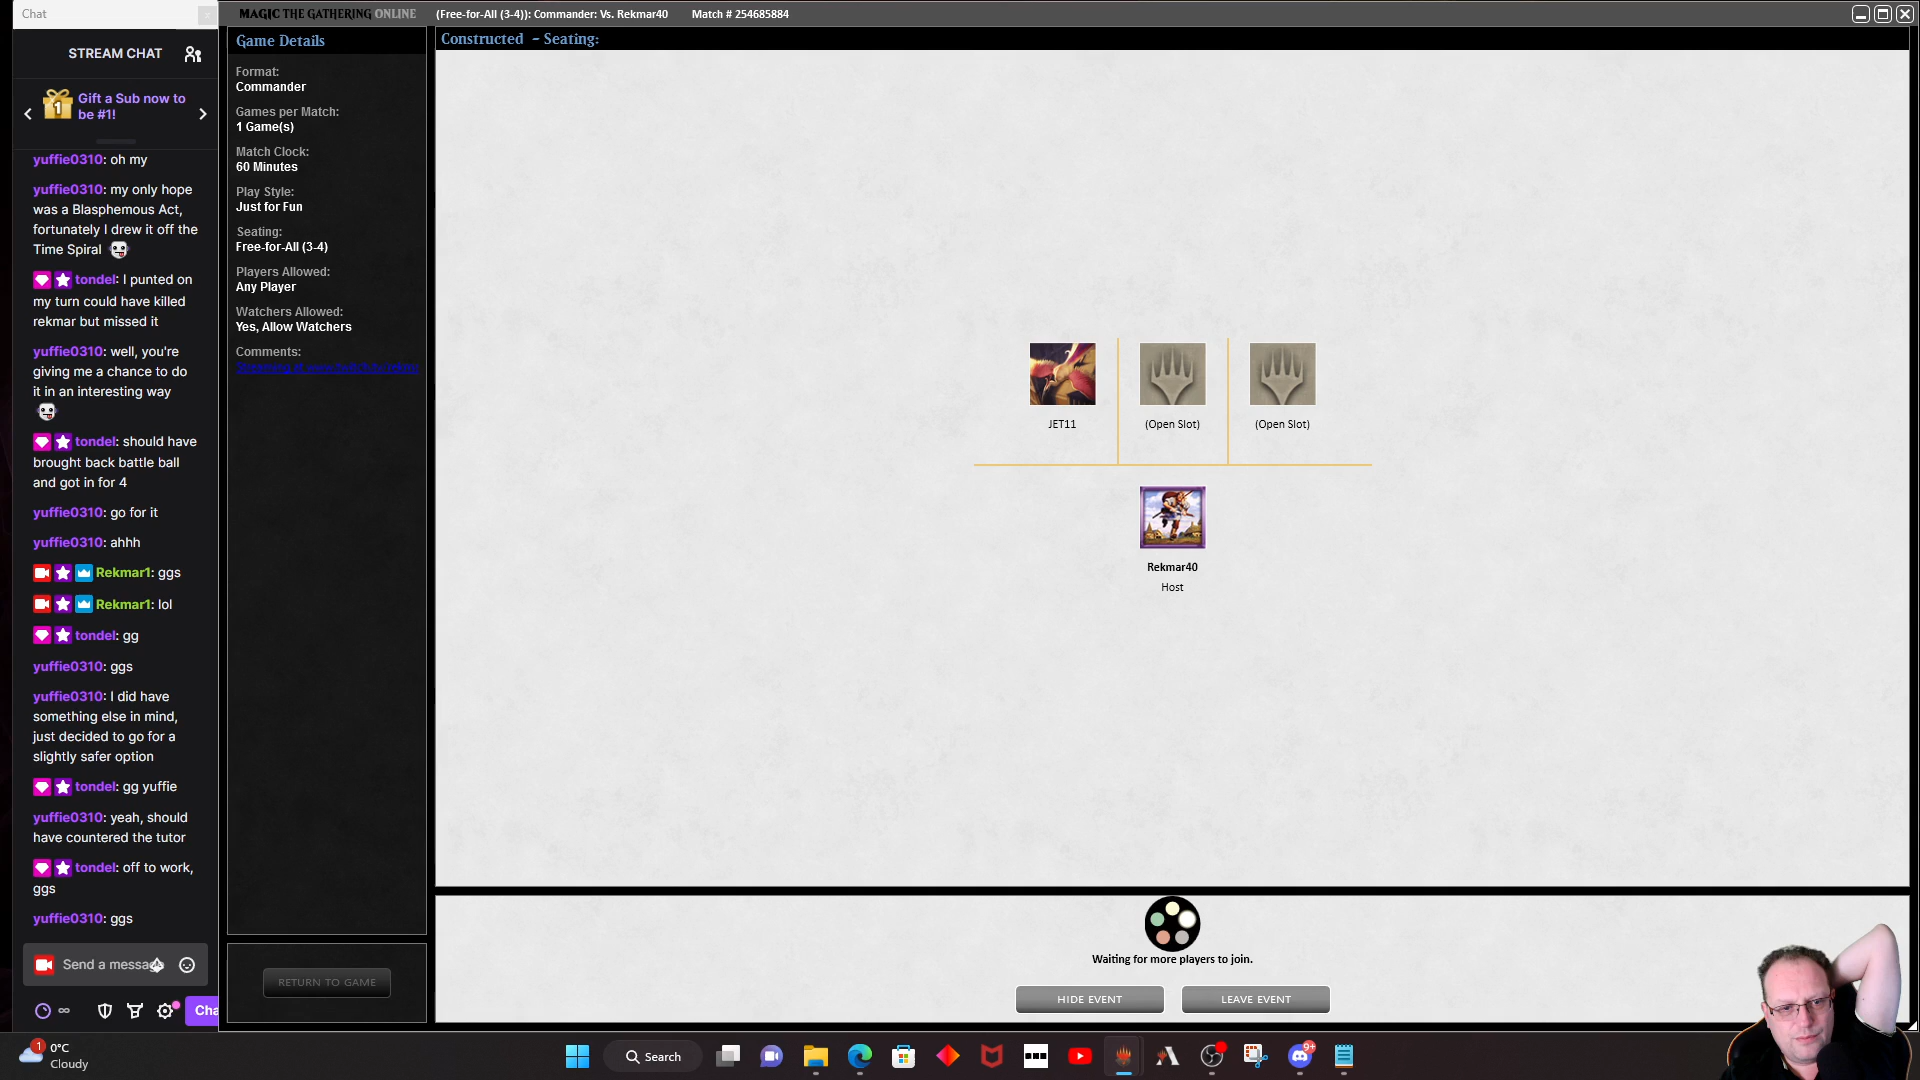 Chat
x
MAGIC THE GATHERING ONLINE
(Free-for-All (3-4)): Commander: Vs. Rekmar40
Match # 254685884
STREAM CHAT
1
Gift a Sub now to
be #1!
yuffie0310: oh my
yuffie0310: my only hope
was a Blasphemous Act,
fortunately I drew it off the
Time Spiral
tondel: I punted on
my turn could have killed
rekmar but missed it
yuffie0310: well, you're
giving me a chance to do
it in an interesting way
tondel: should have
brought back battle ball
and got in for 4
yuffie0310: go for it
yuffie0310: ahhh
Rekmar1: ggs
Rekmar1: lol
tondel: gg
yuffie0310: ggs
yuffie0310: I did have
something else in mind,
just decided to go for a
slightly safer option
tondel: gg yuffie
yuffie0310: yeah, should
have countered the tutor
tondel: off to work,
ggs
yuffie0310: ggs
Send a messag
Cha
Game Details
Format:
Commander
Games per Match:
1 Game(s)
Match Clock:
60 Minutes
Play Style:
Just for Fun
Seating:
Free-for-All (3-4)
Players Allowed:
Any Player
Watchers Allowed:
Yes, Allow Watchers
Comments:
RETURN TO GAME
Constructed - Seating:
JET11
(Open Slot)
(Open Slot)
Rekmar40
Host
Waiting for more players to join.
HIDE EVENT
LEAVE EVENT
1
0°C
Cloudy
Search
9+